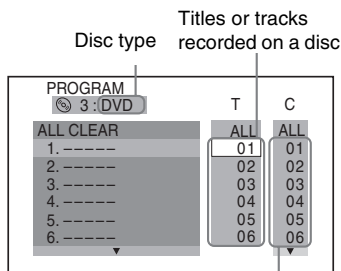 Disc type
Titles or tracks
recorded on a disc
PROGRAM
3 : DVD
T C
ALL CLEAR ALL ALL
1. ––––– 01 01
2. ––––– 02 02
3. ––––– 03 03
4. ––––– 04 04
5. ––––– 05 05
6. ––––– 06 06